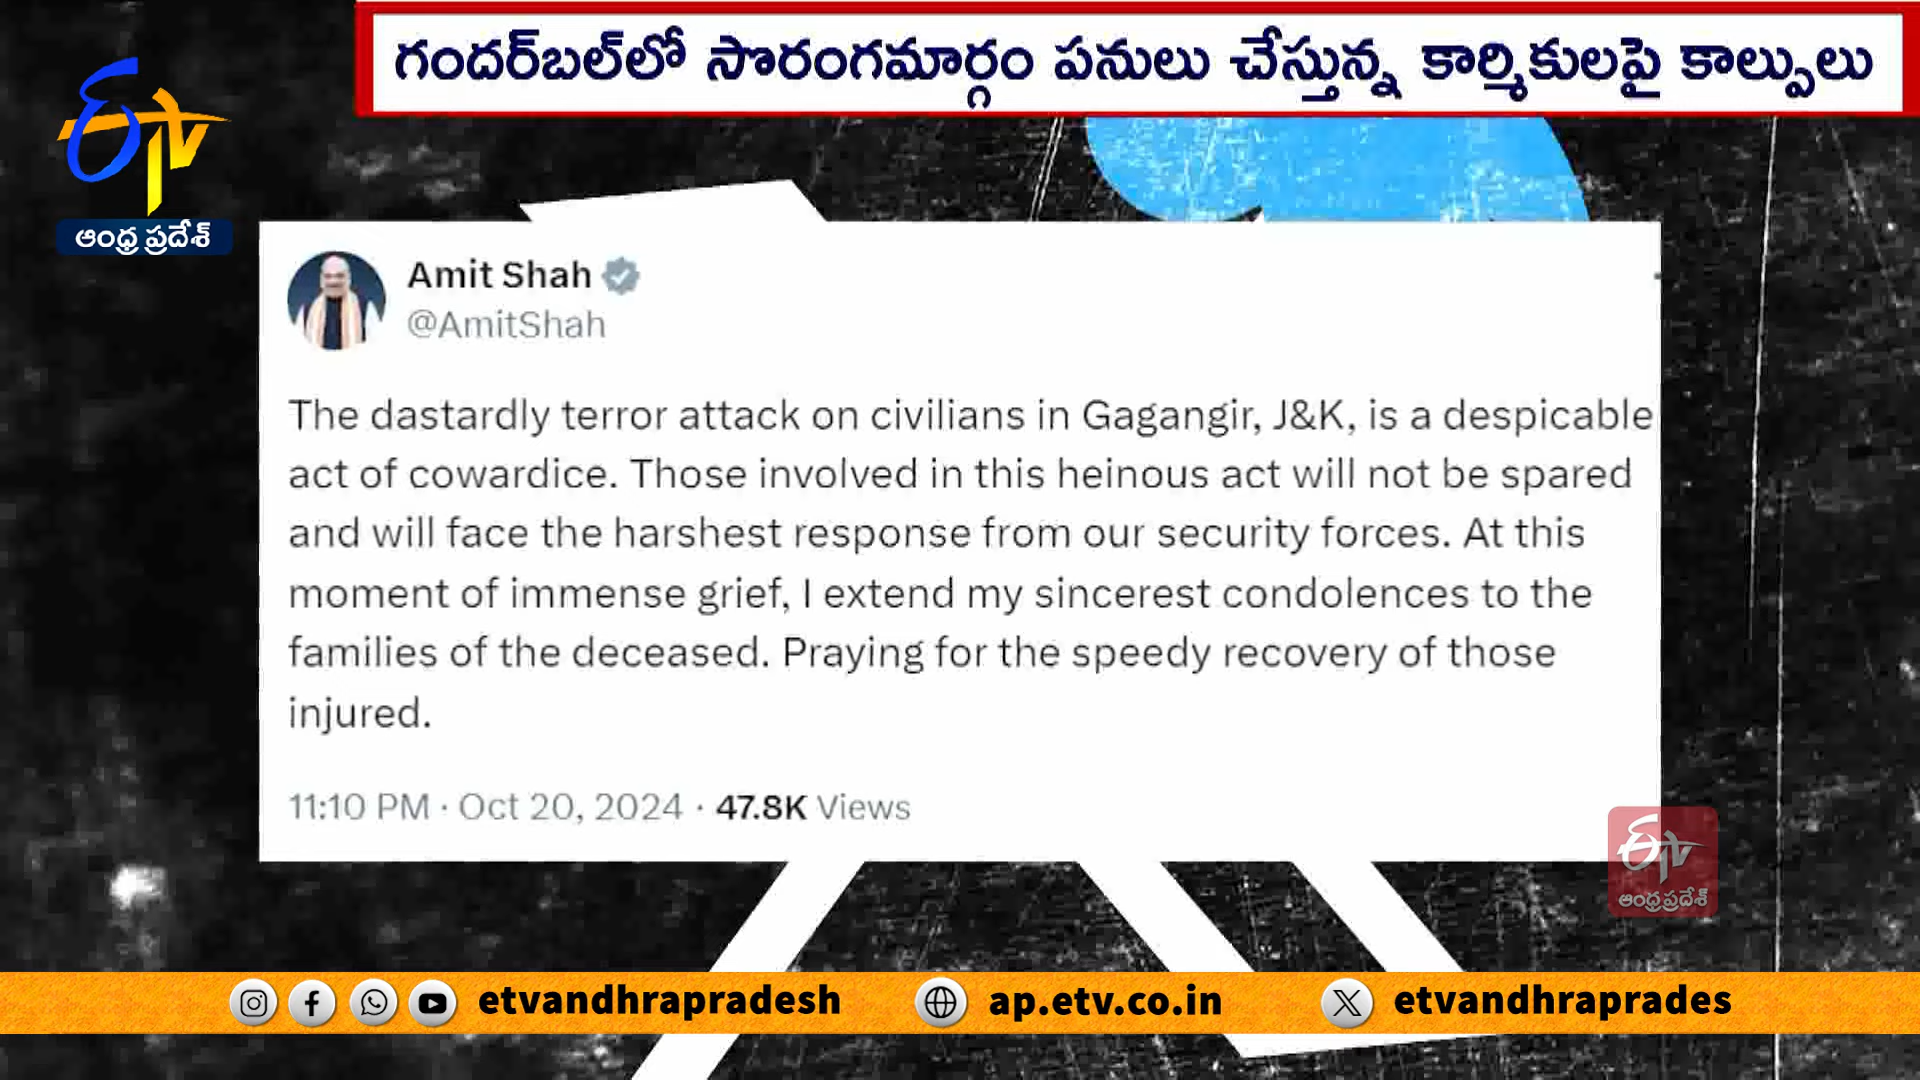 గందర్‌బల్‌లో సొరంగమార్గం పనులు చేస్తున్న కార్మికులపై కాల్పులు
ఈTV
ఆంధ్ర ప్రదేశ్
Amit Shah
@AmitShah
The dastardly terror attack on civilians in Gagangir, J&K, is a despicable
act of cowardice. Those involved in this heinous act will not be spared
and will face the harshest response from our security forces. At this
moment of immense grief, I extend my sincerest condolences to the
families of the deceased. Praying for the speedy recovery of those
injured.
11:10 PM · Oct 20, 2024 · 47.8K Views
ఈTV
ఆంధ్రప్రదేశ్
etvandhrapradesh ap.etv.co.in etvandhraprades